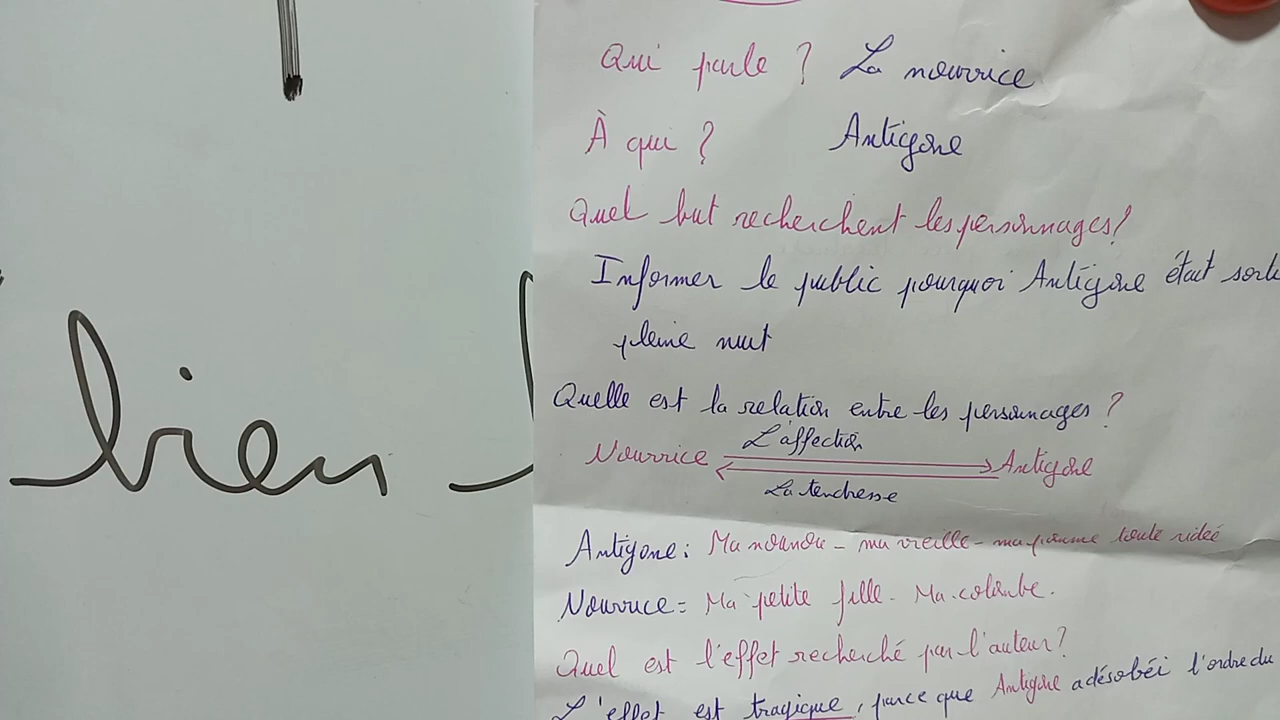 bien
Qui parle ? La nourrice
À qui ? Antigone
Quel but recherchent les personnages ?
Informer le public pourquoi Antigone était
pleine nuit
Quelle est la relation entre les personnages ?
L'affection
Nourrice Antigone
La tendresse
Antigone : Ma nounou - ma vieille - ma pomme toute ridée
Nourrice = Ma petite fille - Ma colombe.
Quel est l'effet recherché par l'auteur ?
L'effet est tragique, parce que Antigone a désobéi l'ordre du